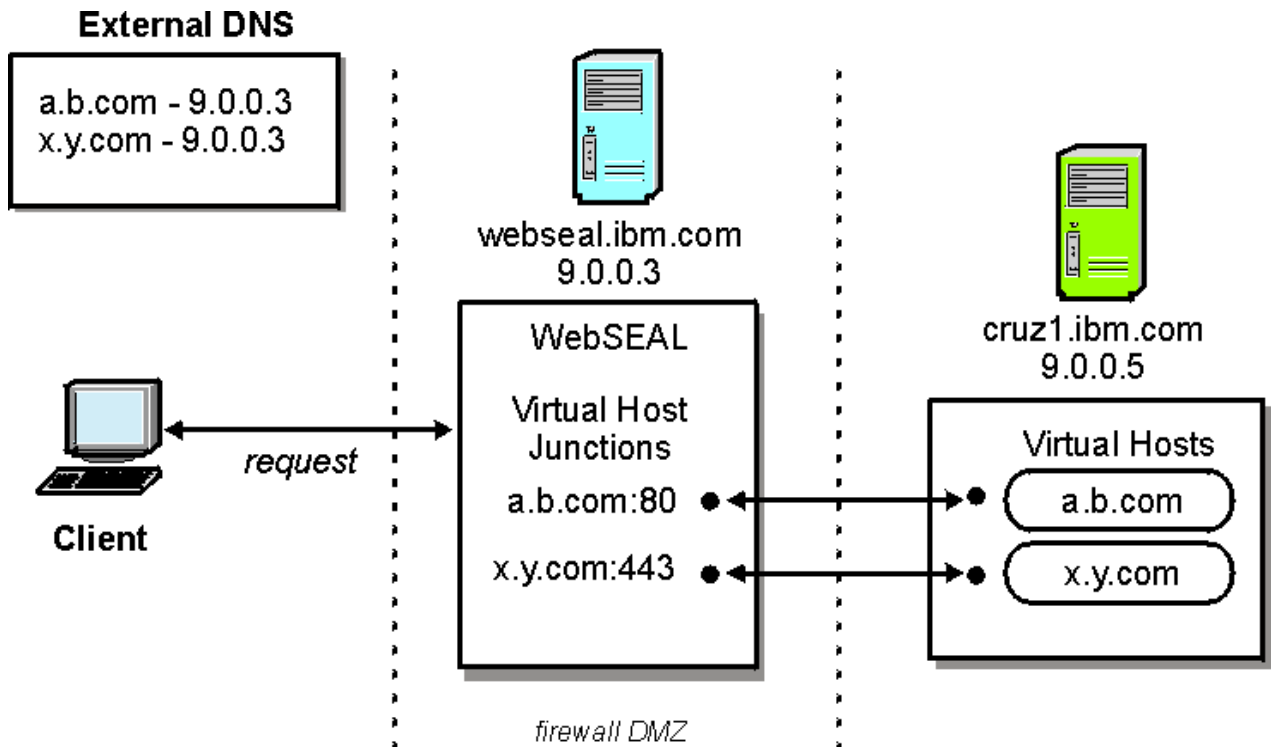 External DNS
a.b.com - 9.0.0.3
x.y.com - 9.0.0.3
webseal.ibm.com
9.0.0.3
cruz1.ibm.com
9.0.0.5
WebSEAL
Virtual Host
Junctions
a.b.com:80
x.y.com:443
Virtual Hosts
a.b.com
x.y.com
request
Client
firewall DMZ